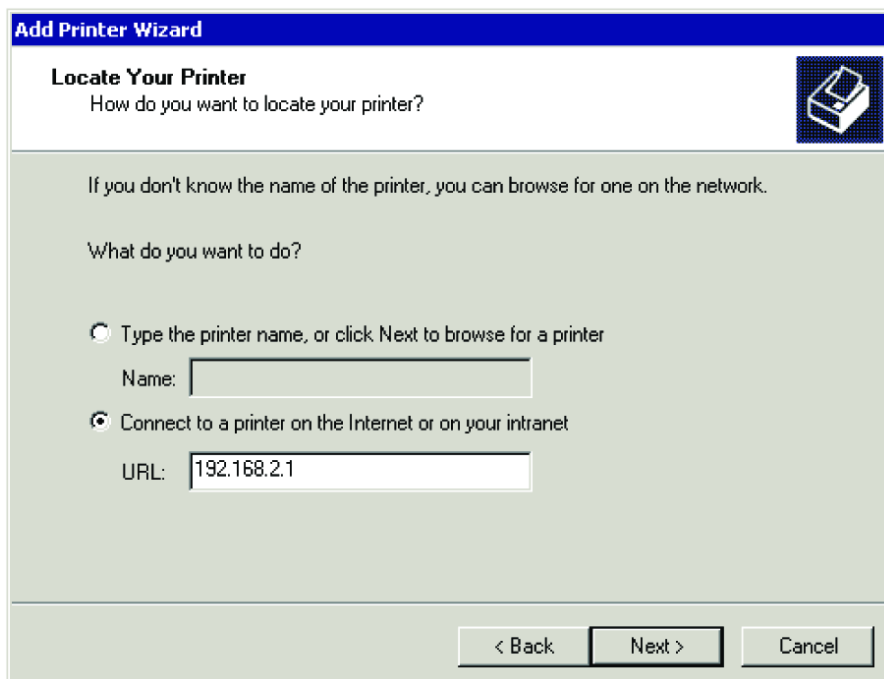 Add Printer Wizard
Locate Your Printer
How do you want to locate your printer?
If you don't know the name of the printer, you can browse for one on the network.
What do you want to do?
Type the printer name, or click Next to browse for a printer
Name:
Connect to a printer on the Internet or on your intranet
URL: 192.168.2.1
< Back Next > Cancel